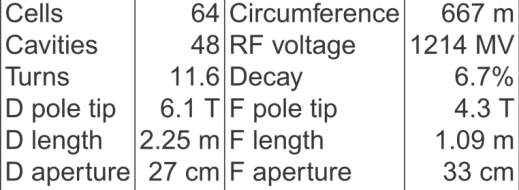 Cells 64 Circumference 667 m
Cavities 48 RF voltage 1214 MV
Turns 11.6 Decay 6.7%
D pole tip 6.1 T F pole tip 4.3 T
D length 2.25 m F length 1.09 m
D aperture 27 cm F aperture 33 cm